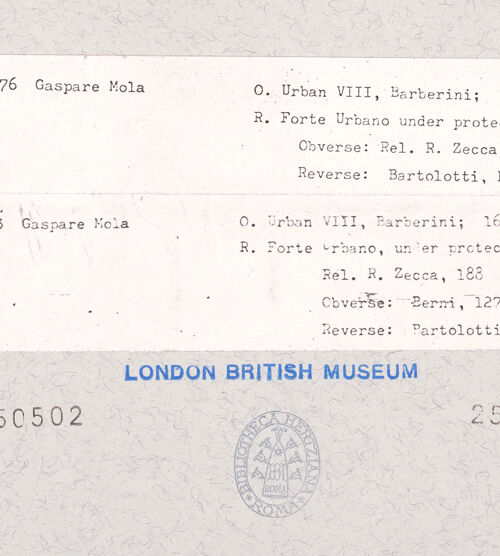 76 Gaspare Mola O. Urban VIII, Barberini;
R. Forte Urbano under protec
Obverse: Rel. R. Zecca
Reverse: Bartolotti,
Gaspare Mola O. Urban VIII, Barberini; 16
R. Forte Urbano, under protec
Rel. R. Zecca, 188
Obverse: Berni, 127
Reverse: Bartolotti
LONDON BRITISH MUSEUM
50502 25
BIBLIOTHECA HERTZIANA
ROMA
ROMA